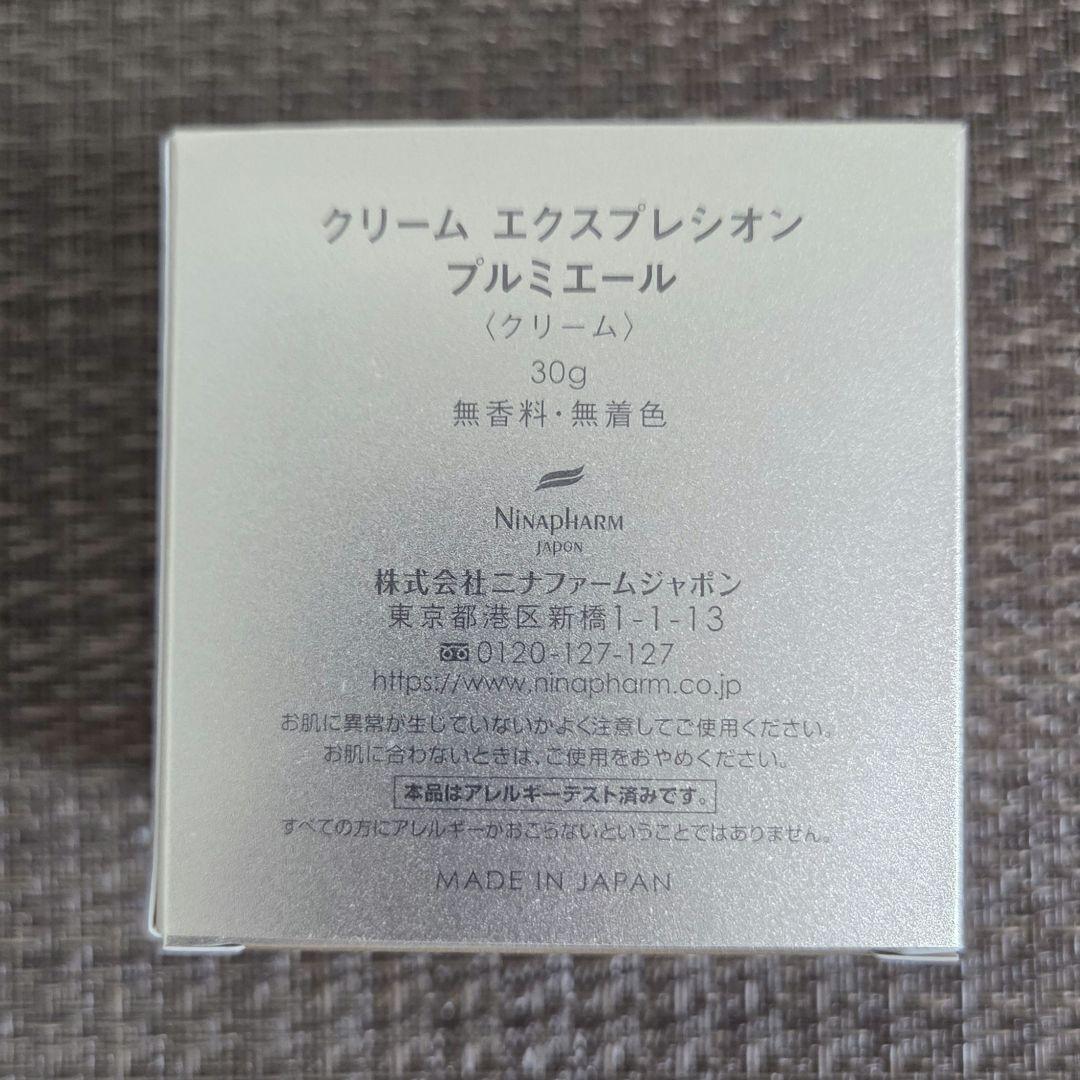 クリーム エクスプレシオン
プルミエール
〈クリーム〉
30g
無香料・無着色
NINAPHARM
JAPON
株式会社ニナファームジャポン
東京都港区新橋1-1-13
0120-127-127
https://www.ninapharm.co.jp
お肌に異常が生じていないかよく注意してご使用ください。
お肌に合わないときは、ご使用をおやめください。
本品はアレルギーテスト済みです。
すべての方にアレルギーがおこらないということではありません。
MADE IN JAPAN